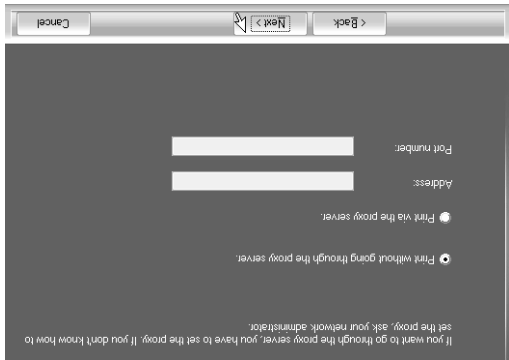 If you want to go through the proxy server, you have to set the proxy. If you don't know how to
set the proxy, ask your network administrator.
Print without going through the proxy server.
Print via the proxy server.
Address:
Port number:
< Back
Next >
Cancel